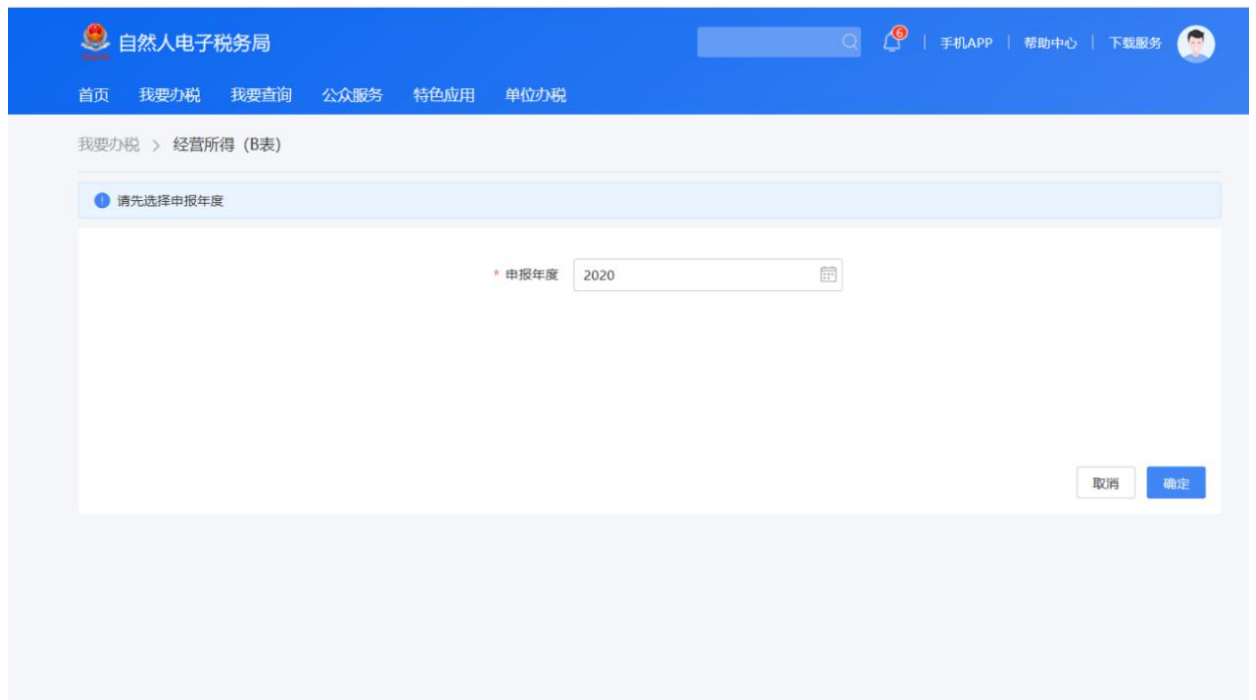 自然人电子税务局
6
手机APP | 帮助中心 | 下载服务
首页 我要办税 我要查询 公众服务 特色应用 单位办税
我要办税 > 经营所得（B表）
请先选择申报年度
* 申报年度 2020
取消 确定